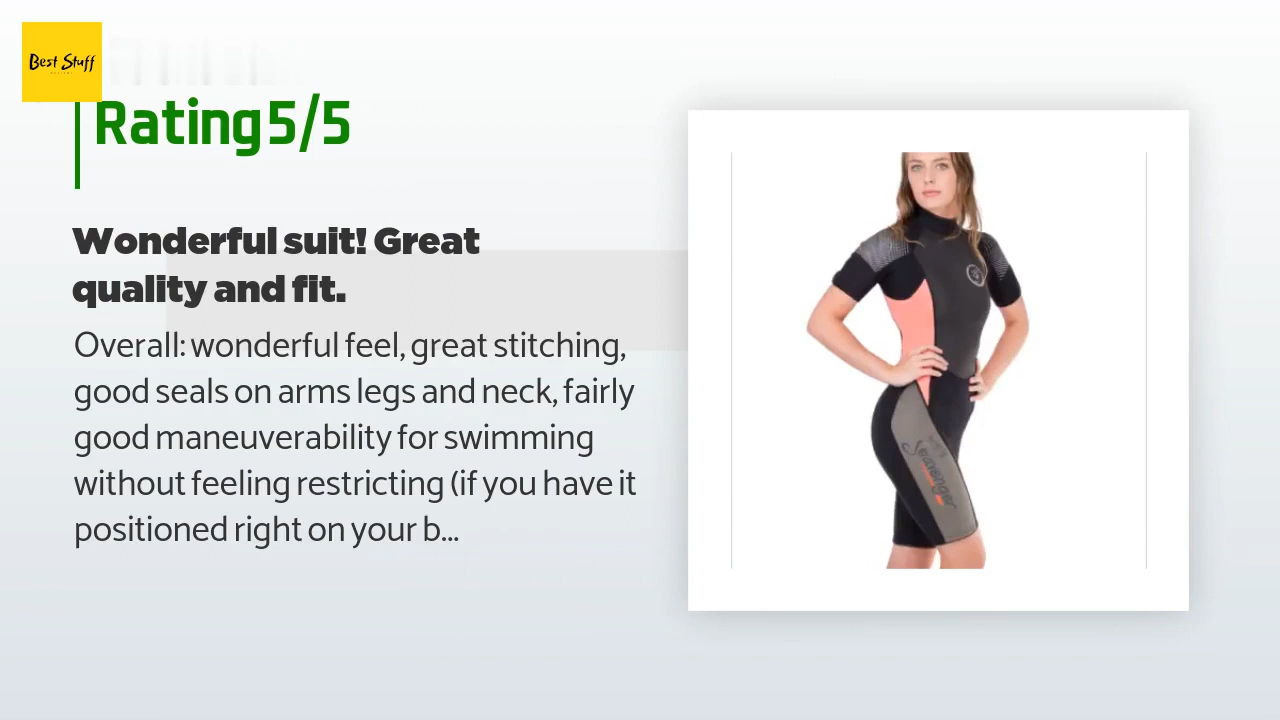 Best Stuff
Rating 5/5
Wonderful suit! Great
quality and fit.
Overall: wonderful feel, great stitching,
good seals on arms legs and neck, fairly
good maneuverability for swimming
without feeling restricting (if you have it
positioned right on your b...
Seavenger